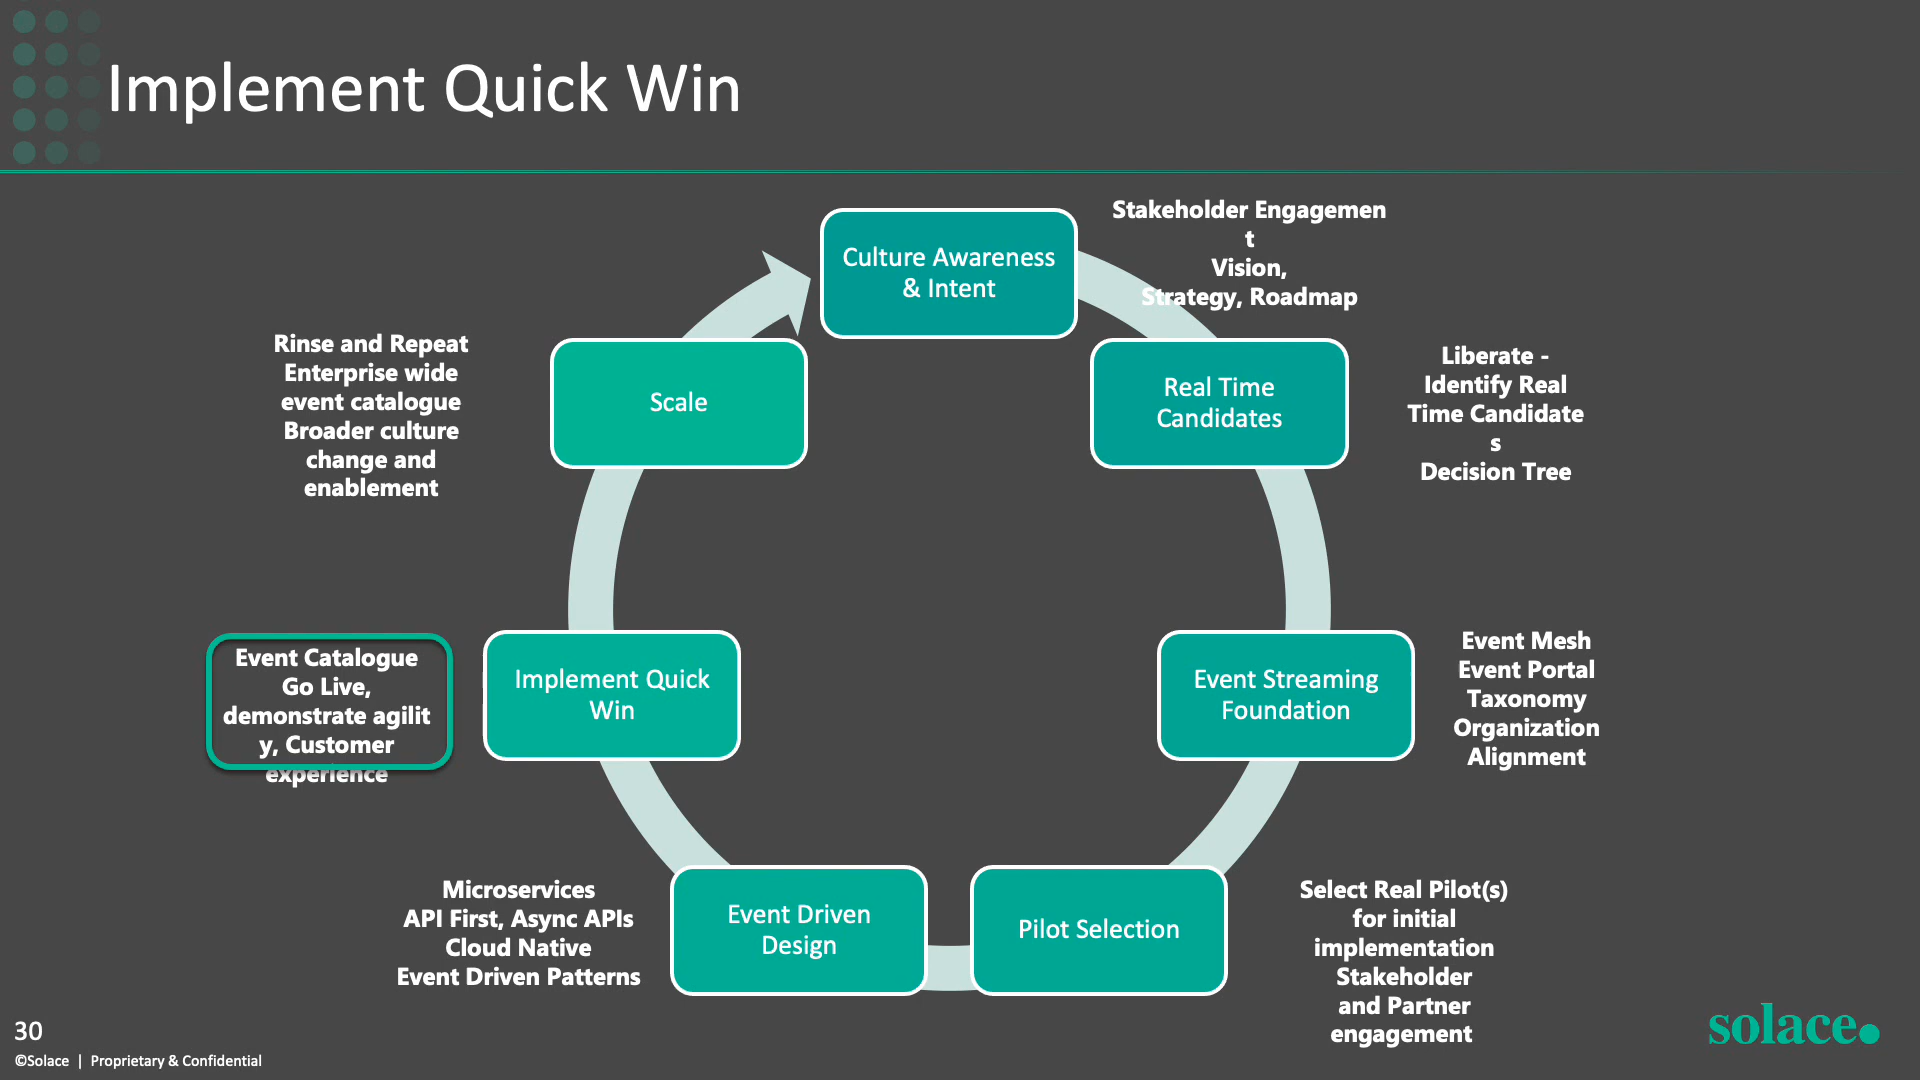 Implement Quick Win
Culture Awareness
& Intent
Stakeholder Engagemen
t
Vision,
Strategy, Roadmap
Real Time
Candidates
Liberate -
Identify Real
Time Candidate
s
Decision Tree
Event Streaming
Foundation
Event Mesh
Event Portal
Taxonomy
Organization
Alignment
Pilot Selection
Select Real Pilot(s)
for initial
implementation
Stakeholder
and Partner
engagement
Event Driven
Design
Microservices
API First, Async APIs
Cloud Native
Event Driven Patterns
Implement Quick
Win
Event Catalogue
Go Live,
demonstrate agilit
y, Customer
experience
Scale
Rinse and Repeat
Enterprise wide
event catalogue
Broader culture
change and
enablement
30
©Solace | Proprietary & Confidential
solace.